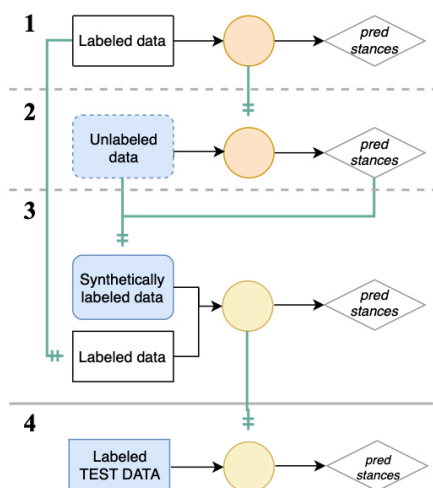 1
Labeled data
pred
stances
2
Unlabeled
data
pred
stances
3
Synthetically
labeled data
pred
stances
Labeled data
4
Labeled
TEST DATA
pred
stances